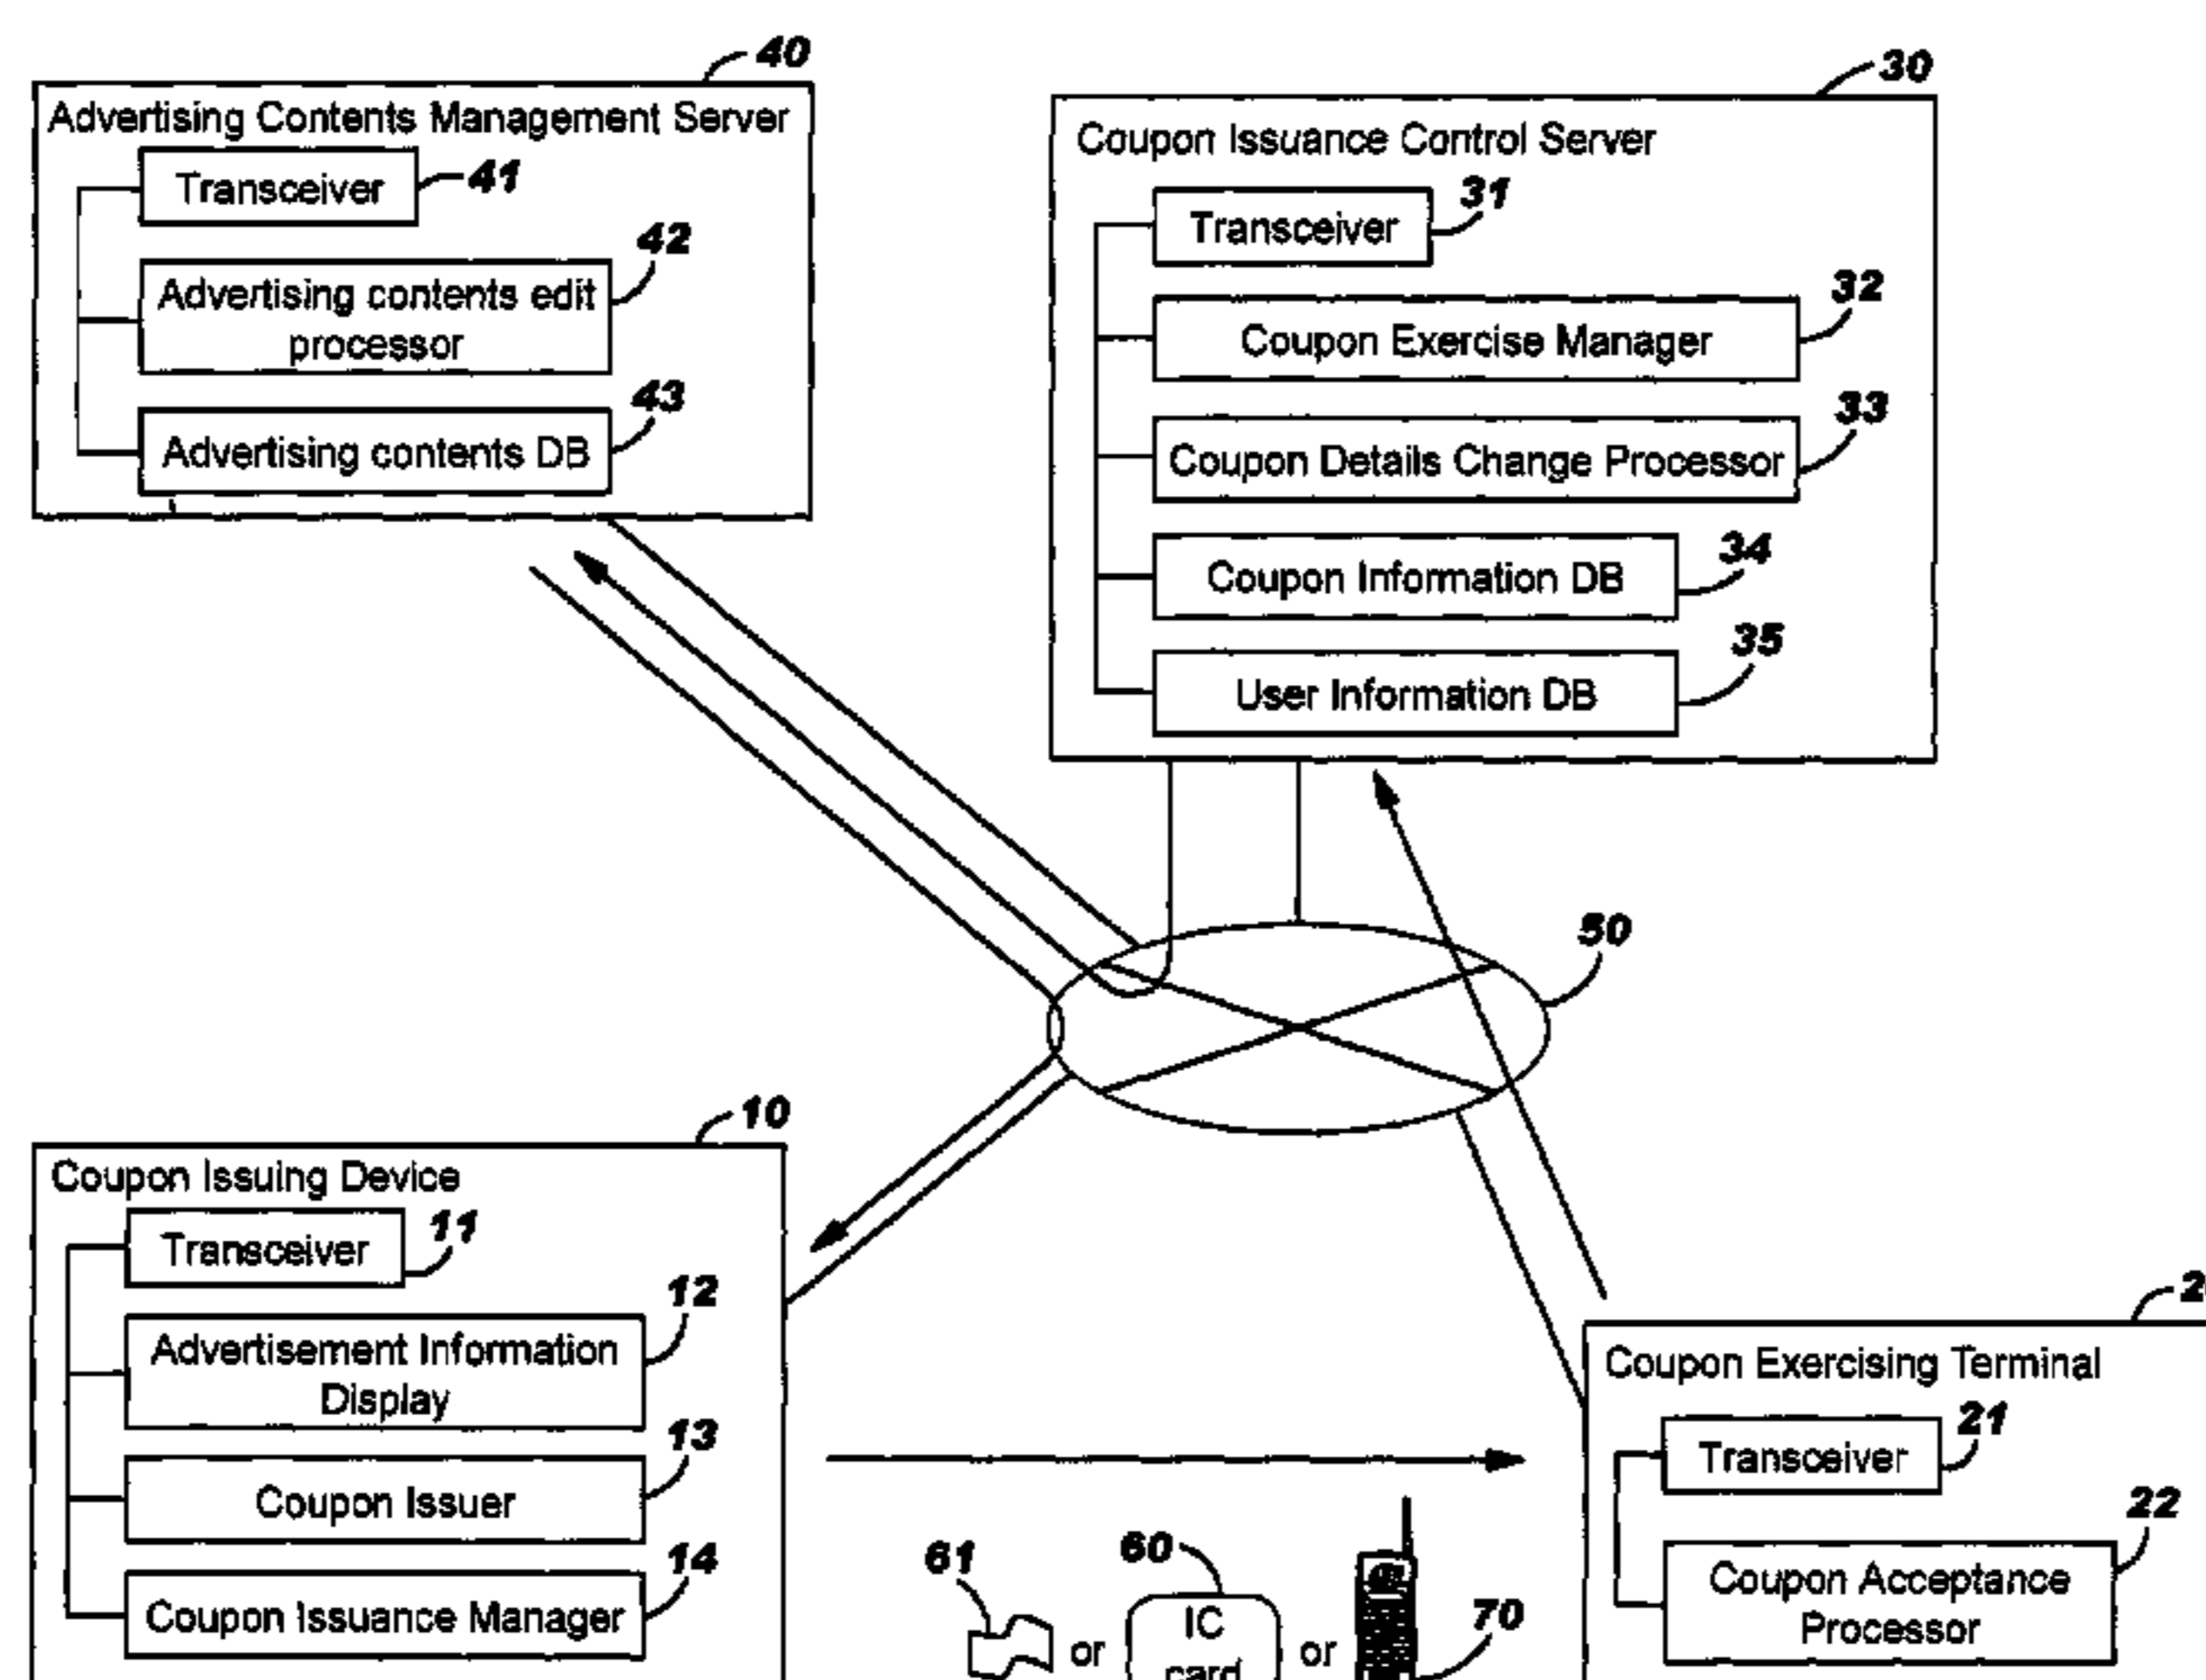 40
Advertising Contents Management Server
Transceiver
41
42
Advertising contents edit
processor
43
Advertising contents DB
30
Coupon Issuance Control Server
31
Transceiver
32
Coupon Exercise Manager
33
Coupon Details Change Processor
34
Coupon Information DB
35
User Information DB
50
10
Coupon Issuing Device
11
Transceiver
12
Advertisement Information
Display
13
Coupon Issuer
14
Coupon Issuance Manager
61
or
60
IC
card
or
70
Coupon Exercising Terminal
21
Transceiver
22
Coupon Acceptance
Processor